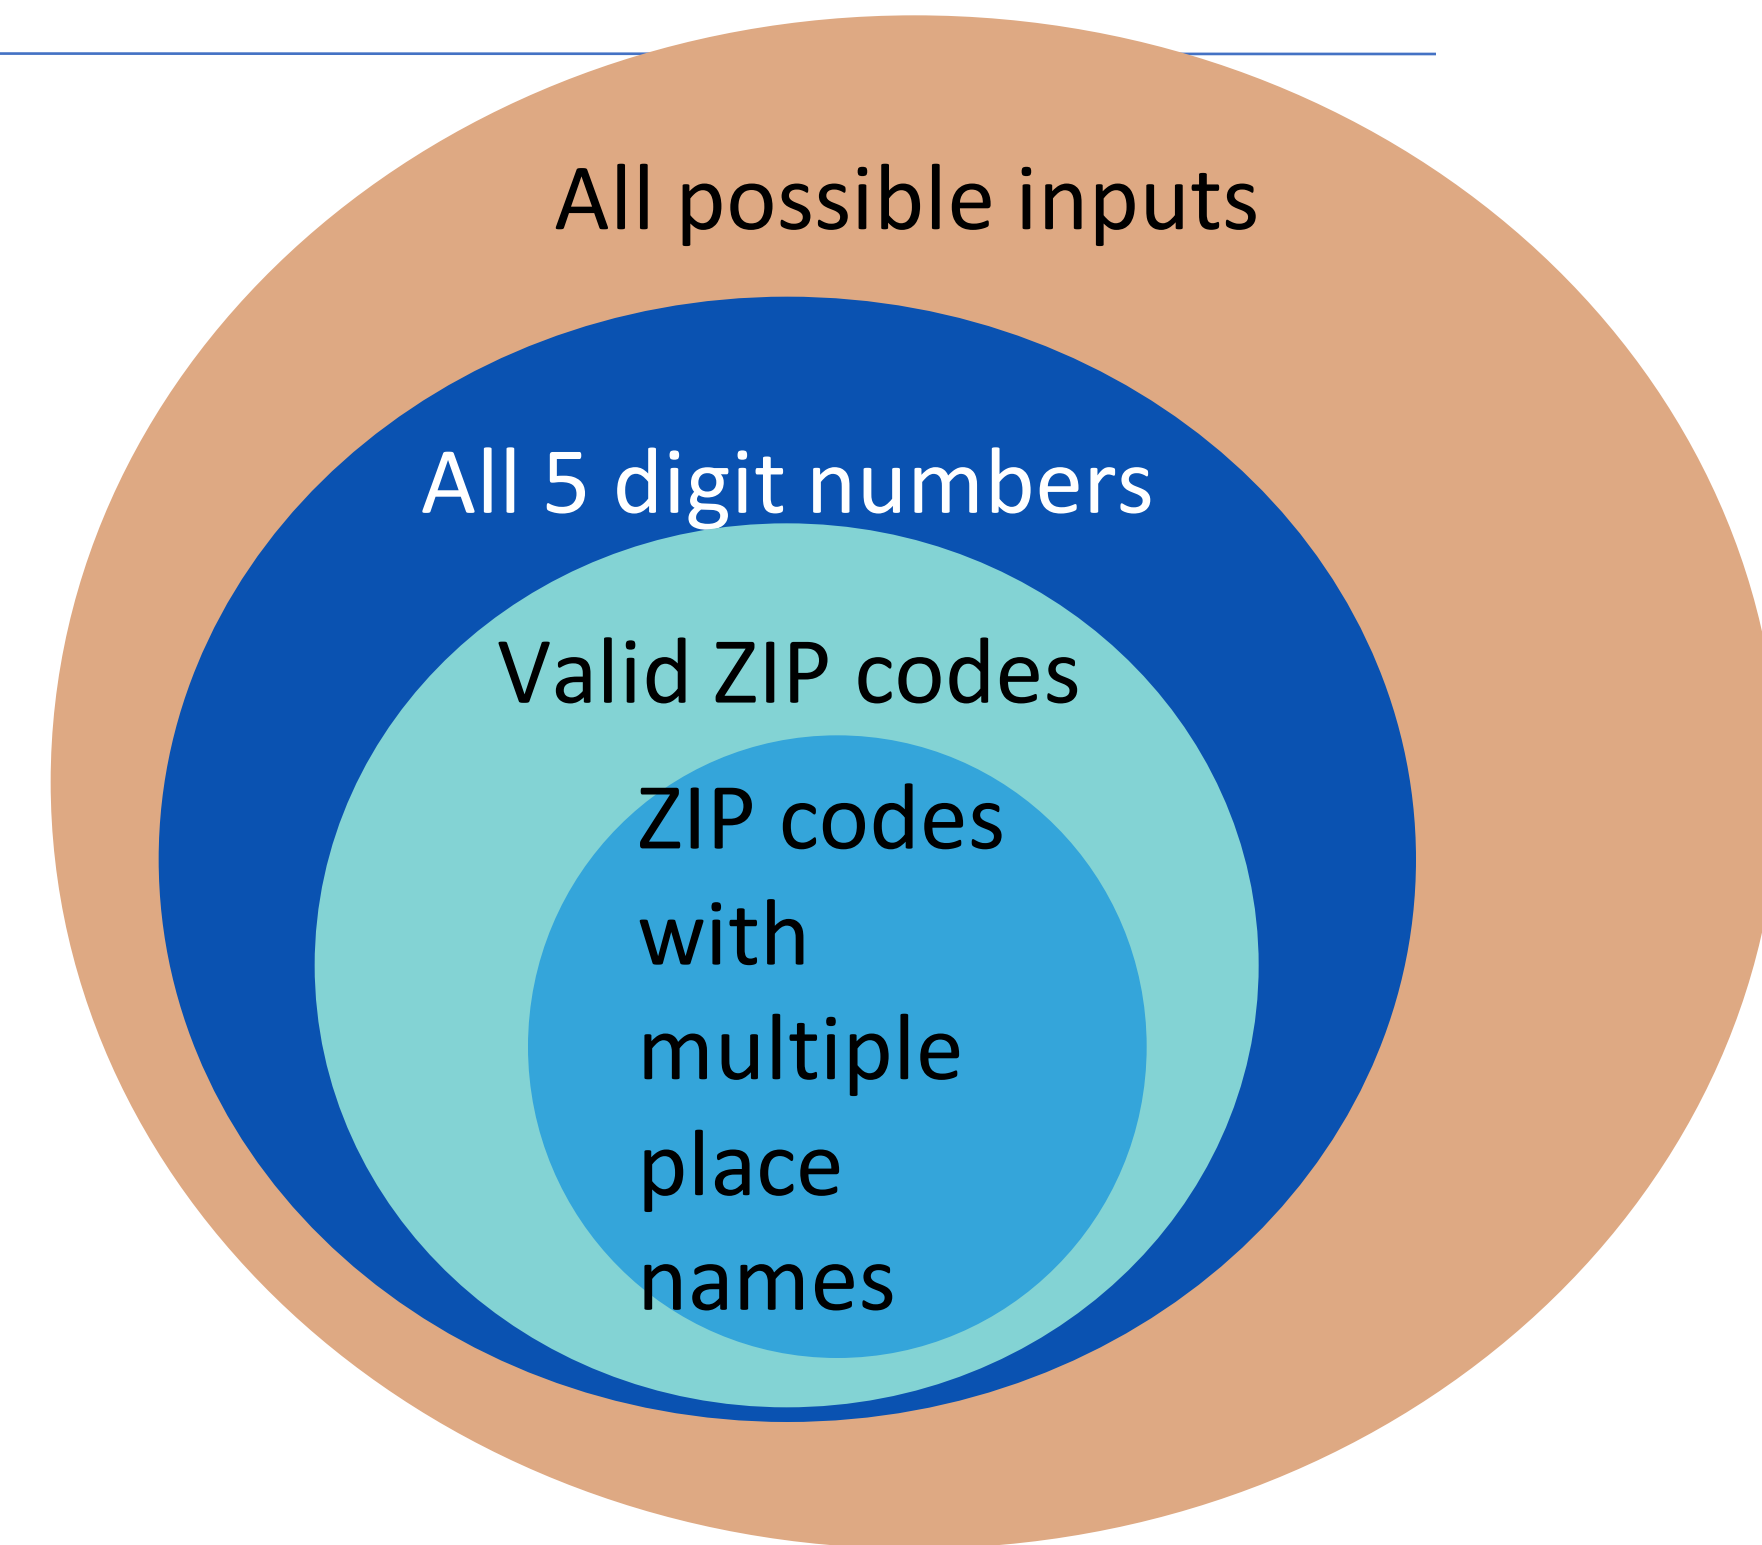 All possible inputs
All 5 digit numbers
Valid ZIP codes
ZIP codes
with
multiple
place
names